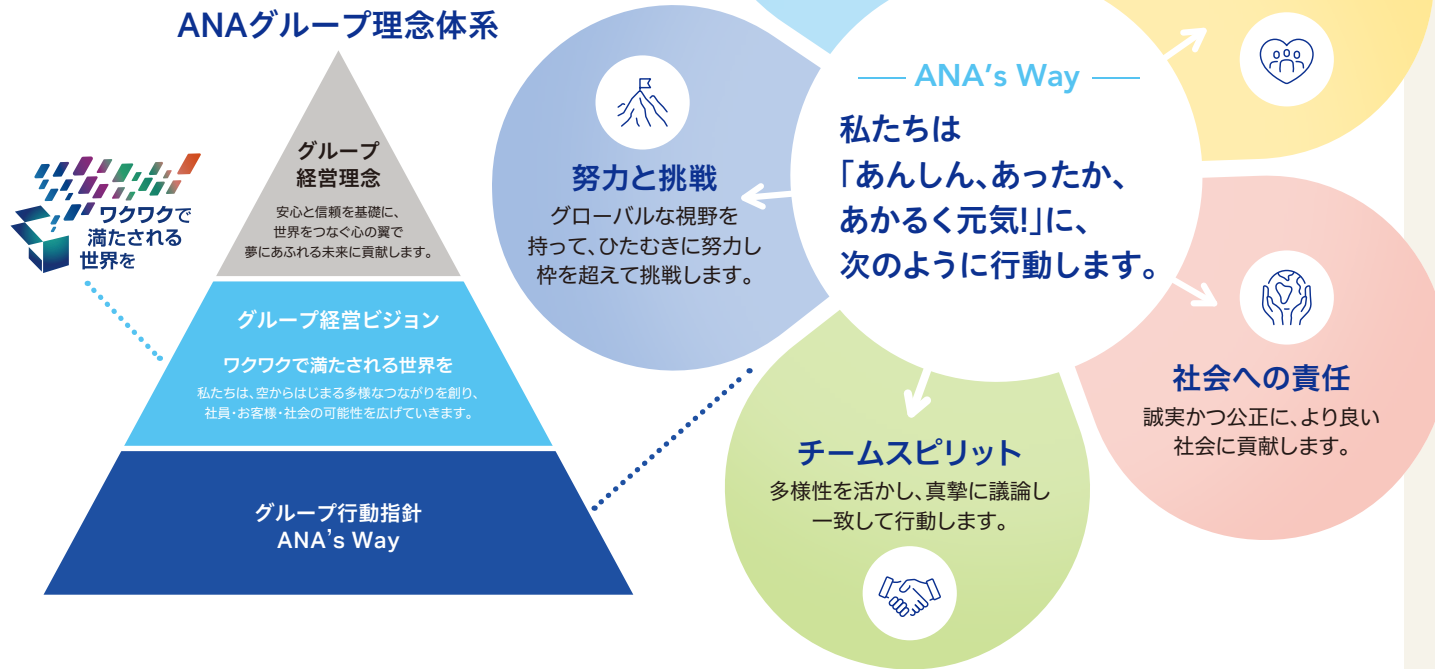 ANAグループ理念体系
グループ
経営理念
安心と信頼を基礎に、
世界をつなぐ心の翼で
夢にあふれる未来に貢献します。
ワクワクで
満たされる
世界を
グループ経営ビジョン
ワクワクで満たされる世界を
私たちは、空からはじまる多様なつながりを創り、
社員・お客様・社会の可能性を広げていきます。
グループ行動指針
ANA's Way
ANA's Way
私たちは
「あんしん、あったか、
あかるく元気!」に、
次のように行動します。
努力と挑戦
グローバルな視野を
持って、ひたむきに努力し
枠を超えて挑戦します。
社会への責任
誠実かつ公正に、より良い
社会に貢献します。
チームスピリット
多様性を活かし、真摯に議論し
一致して行動します。